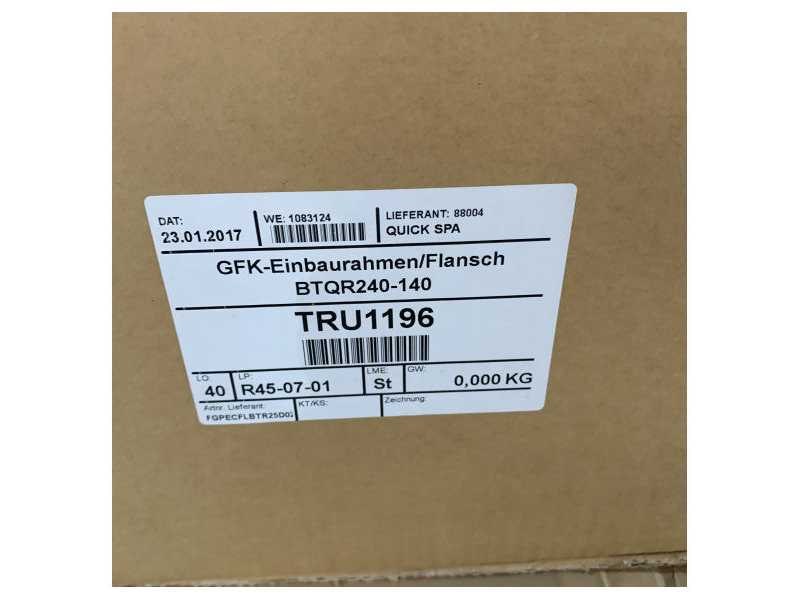 DAT:
23.01.2017
WE: 1083124
LIEFERANT: 88004
QUICK SPA
GFK-Einbaurahmen/Flansch
BTQR240-140
TRU1196
LO:
40
LP:
R45-07-01
LME:
St
GW:
0,000 KG
Artnr. Lieferant:
KT/KS:
Zeichnung: